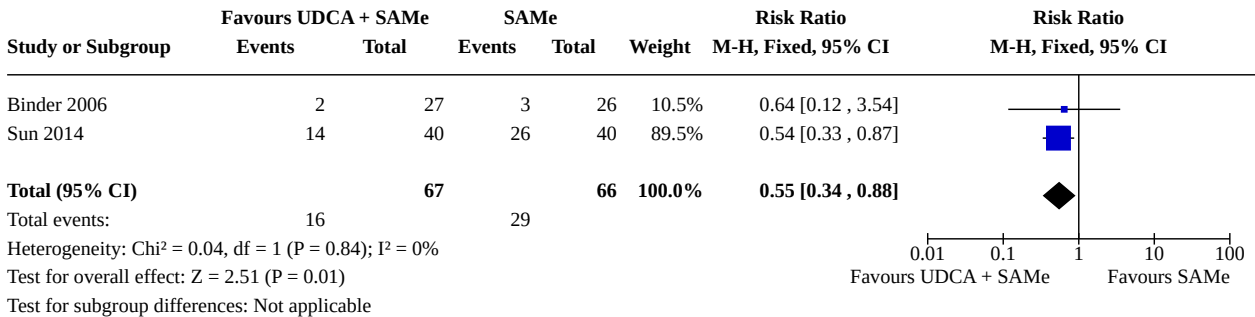 Favours UDCA + SAMe SAMe Risk Ratio Risk Ratio
Study or Subgroup Events Total Events Total Weight M-H, Fixed, 95% CI M-H, Fixed, 95% CI
Binder 2006 2 27 3 26 10.5% 0.64 [0.12 , 3.54]
Sun 2014 14 40 26 40 89.5% 0.54 [0.33 , 0.87]
Total (95% CI) 67 66 100.0% 0.55 [0.34 , 0.88]
Total events: 16 29
Heterogeneity: Chi² = 0.04, df = 1 (P = 0.84); I² = 0%
0.01 0.1 1 10 100
Test for overall effect: Z = 2.51 (P = 0.01)
Favours UDCA + SAMe Favours SAMe
Test for subgroup differences: Not applicable